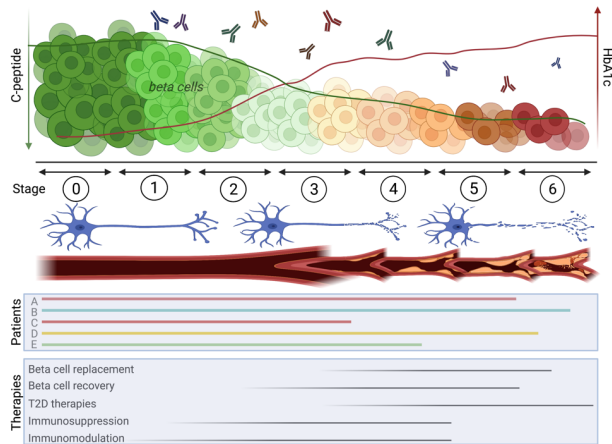 C-peptide
HbA1c
beta cells
Stage 0 1 2 3 4 5 6
Patients
A
B
C
D
E
Therapies
Beta cell replacement
Beta cell recovery
T2D therapies
Immunosuppression
Immunomodulation